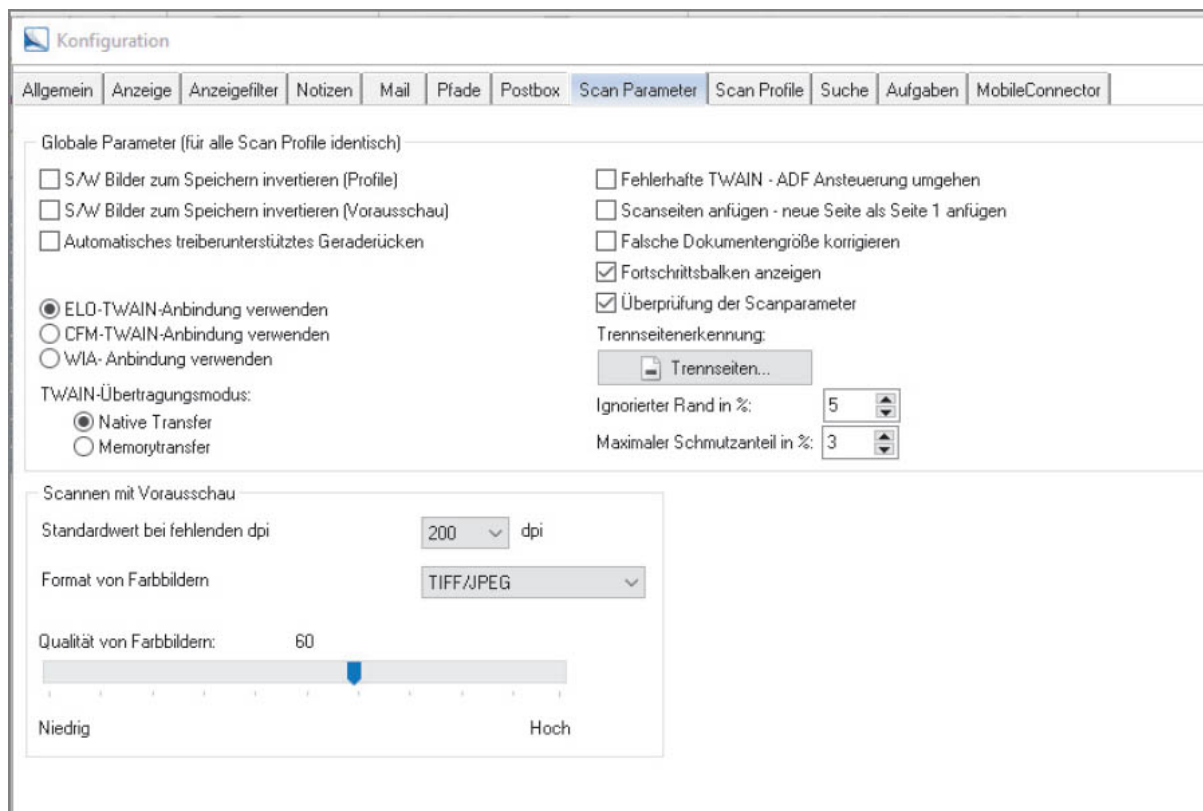 Konfiguration
Allgemein Anzeige Anzeigefilter Notizen Mail Pfade Postbox Scan Parameter Scan Profile Suche Aufgaben MobileConnector
Globale Parameter (für alle Scan Profile identisch)
S/W Bilder zum Speichern invertieren (Profile)
S/W Bilder zum Speichern invertieren (Vorausschau)
Automatisches treiberunterstütztes Geraderücken
ELO-TWAIN-Anbindung verwenden
CFM-TWAIN-Anbindung verwenden
WIA- Anbindung verwenden
TWAIN-Übertragungsmodus:
Native Transfer
Memorytransfer
Fehlerhafte TWAIN - ADF Ansteuerung umgehen
Scanseiten anfügen - neue Seite als Seite 1 anfügen
Falsche Dokumentengröße korrigieren
Fortschrittsbalken anzeigen
Überprüfung der Scanparameter
Trennseitenerkennung:
Trennseiten...
Ignorierter Rand in %: 5
Maximaler Schmutzanteil in %: 3
Scannen mit Vorausschau
Standardwert bei fehlenden dpi 200 dpi
Format von Farbbildern TIFF/JPEG
Qualität von Farbbildern: 60
Niedrig Hoch